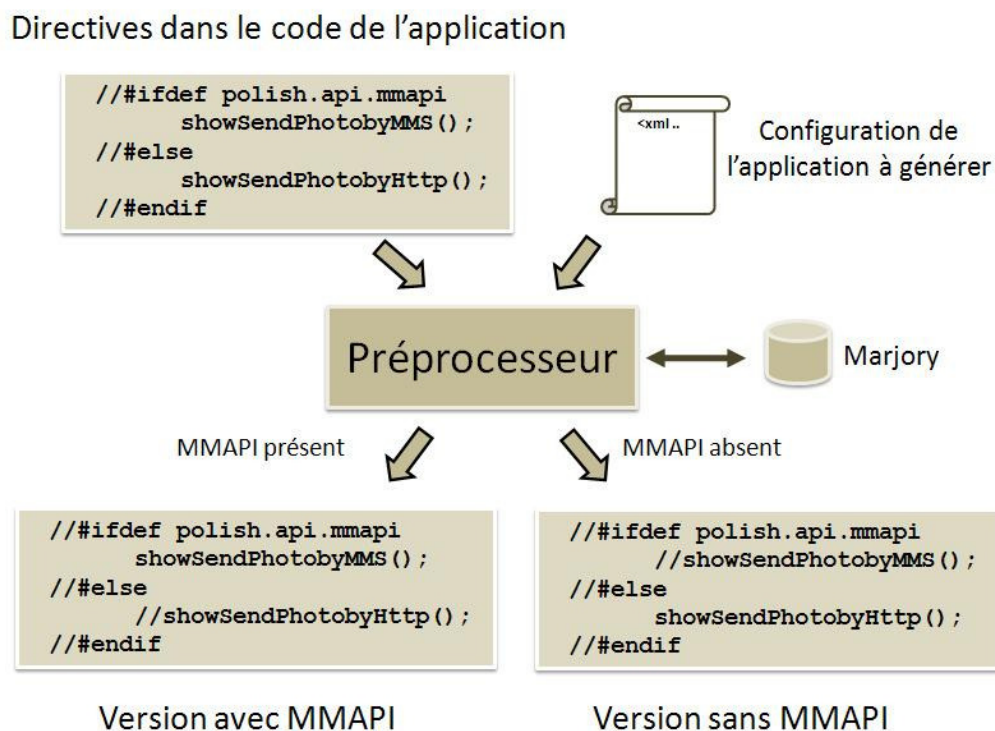 Directives dans le code de l'application
//#ifdef polish.api.mmapi
showSendPhotobyMMS();
//#else
showSendPhotobyHttp();
//#endif
<xml ..
Configuration de
l'application à générer
Préprocesseur
Marjory
MMAPI présent
MMAPI absent
//#ifdef polish.api.mmapi
showSendPhotobyMMS();
//#else
//showSendPhotobyHttp();
//#endif
//#ifdef polish.api.mmapi
//showSendPhotobyMMS();
//#else
showSendPhotobyHttp();
//#endif
Version avec MMAPI
Version sans MMAPI